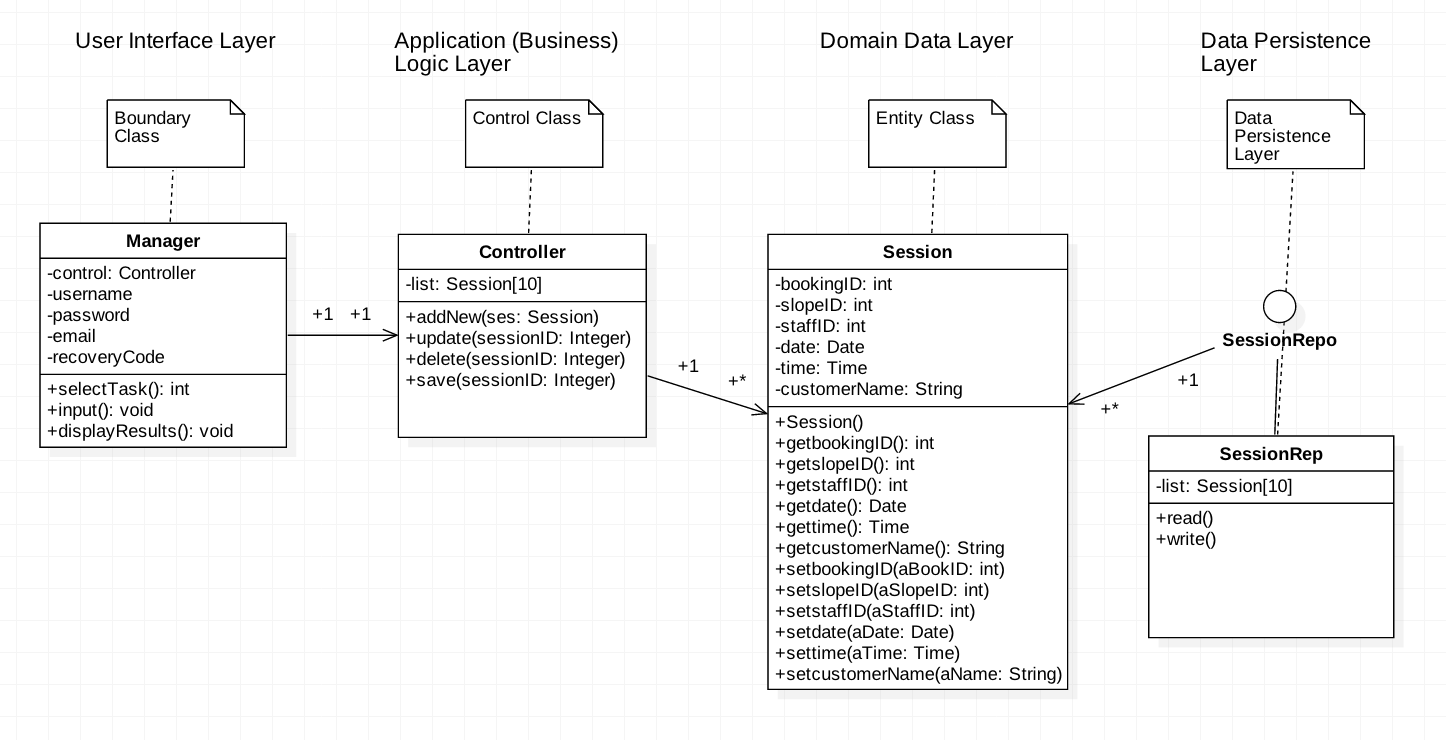 User Interface Layer
Application (Business)
Logic Layer
Domain Data Layer
Data Persistence
Layer
Boundary
Class
Control Class
Entity Class
Data
Persistence
Layer
Manager
-control: Controller
-username
-password
-email
-recoveryCode
+selectTask(): int
+input(): void
+displayResults(): void
+1 +1
Controller
-list: Session[10]
+addNew(ses: Session)
+update(sessionID: Integer)
+delete(sessionID: Integer)
+save(sessionID: Integer)
+1
+*
Session
-bookingID: int
-slopeID: int
-staffID: int
-date: Date
-time: Time
-customerName: String
+Session()
+getbookingID(): int
+getslopeID(): int
+getstaffID(): int
+getdate(): Date
+gettime(): Time
+getcustomerName(): String
+setbookingID(aBookID: int)
+setslopeID(aSlopeID: int)
+setstaffID(aStaffID: int)
+setdate(aDate: Date)
+settime(aTime: Time)
+setcustomerName(aName: String)
SessionRepo
+1
+*
SessionRep
-list: Session[10]
+read()
+write()